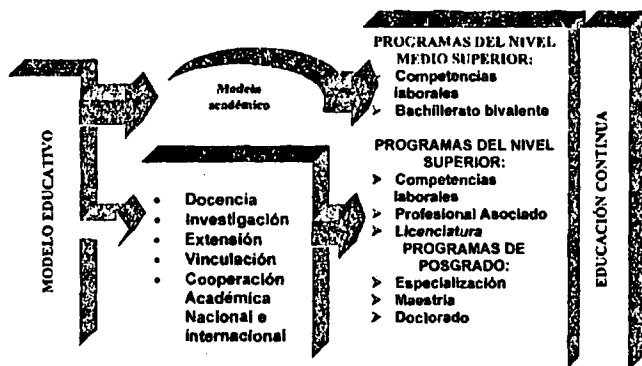 MODELO EDUCATIVO
Modelo
académico
• Docencia
• Investigación
• Extensión
• Vinculación
• Cooperación
Académica
Nacional e
internacional
PROGRAMAS DEL NIVEL
MEDIO SUPERIOR:
➢ Competencias
laborales
➢ Bachillerato bivalente
PROGRAMAS DEL NIVEL
SUPERIOR:
➢ Competencias
laborales
➢ Profesional Asociado
➢ Licenciatura
PROGRAMAS DE
POSGRADO:
➢ Especialización
➢ Maestría
➢ Doctorado
EDUCACIÓN CONTINUA